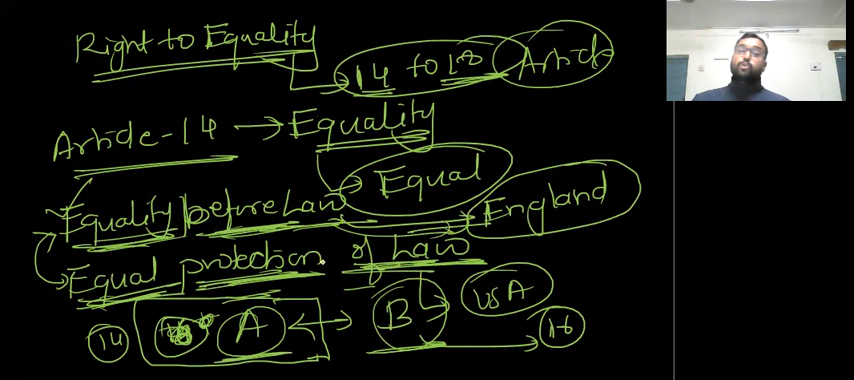 Right to Equality
14 to 18 Article
Article-14 → Equality
Equal
Equality before Law → England
Equal protection of Law
USA
14 A ↔ B → 16